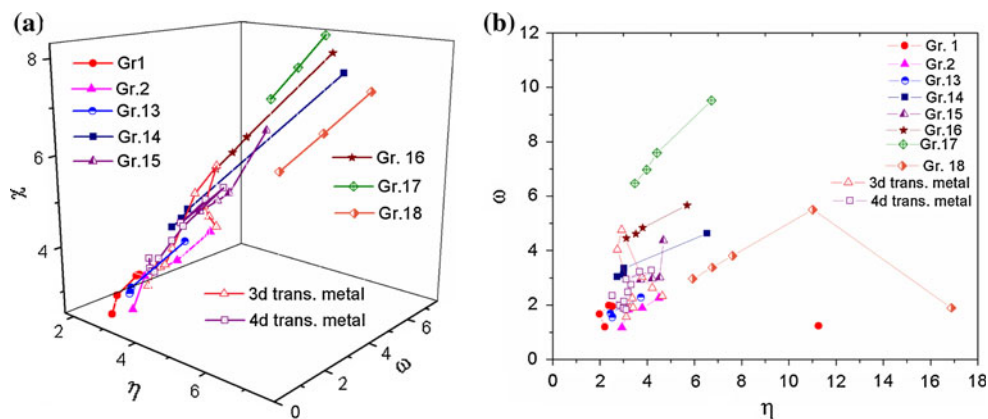 (a)
8
6
4
χ
2
4
6
η
0
2
4
6
ω
Gr1
Gr.2
Gr.13
Gr.14
Gr.15
Gr. 16
Gr.17
Gr.18
3d trans. metal
4d trans. metal
(b)
12
10
8
6
4
2
0
ω
0 2 4 6 8 10 12 14 16 18
η
Gr. 1
Gr.2
Gr.13
Gr.14
Gr.15
Gr.16
Gr.17
Gr. 18
3d trans. metal
4d trans. metal